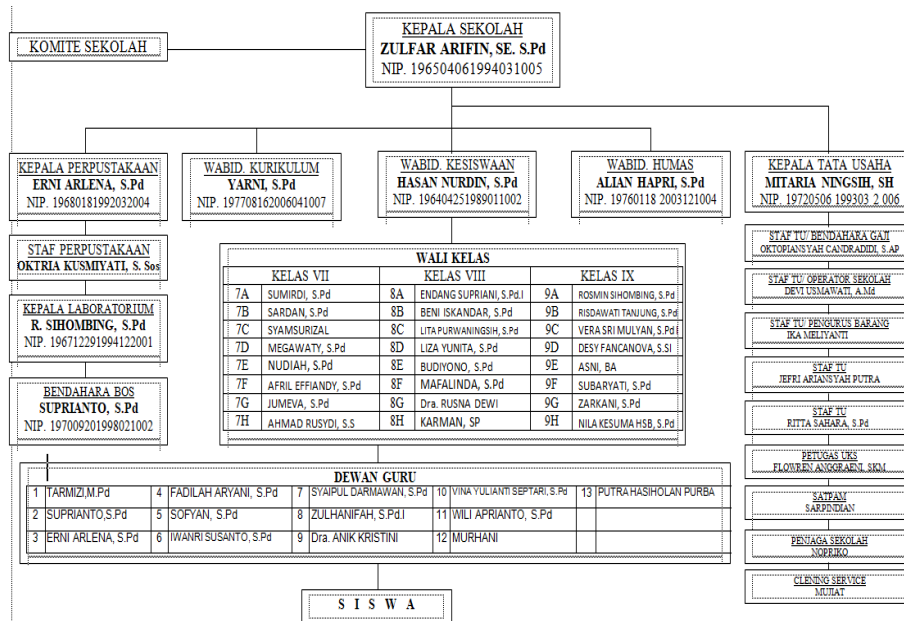 KOMITE SEKOLAH
KEPALA SEKOLAH
ZULFAR ARIFIN, SE. S.Pd
NIP. 196504061994031005
KEPALA PERPUSTAKAAN
ERNI ARLENA, S.Pd
NIP. 19680181992032004
WABID. KURIKULUM
YARNI, S.Pd
NIP. 197708162006041007
WABID. KESISWAAN
HASAN NURDIN, S.Pd
NIP. 196404251989011002
WABID. HUMAS
ALIAN HAPRI, S.Pd
NIP. 19760118 2003121004
KEPALA TATA USAHA
MITARIA NINGSIH, SH
NIP. 19720506 199303 2 006
STAF PERPUSTAKAAN
OKTRIA KUSMIYATI, S. Sos
KEPALA LABORATORIUM
R. SIHOMBING, S.Pd
NIP. 196712291994122001
BENDAHARA BOS
SUPRIANTO, S.Pd
NIP. 197009201998021002
WALI KELAS
KELAS VII KELAS VIII KELAS IX
7A SUMIRDI, S.Pd 8A ENDANG SUPRIANI, S.Pd.I 9A ROSMIN SIHOMBING, S.Pd
7B SARDAN, S.Pd 8B BENI ISKANDAR, S.Pd 9B RISDAWATI TANJUNG, S.Pd
7C SYAMSURIZAL 8C LITA PURWANINGSIH, S.Pd 9C VERA SRI MULYAN, S.Pd I
7D MEGAWATY, S.Pd 8D LIZA YUNITA, S.Pd 9D DESY FANCANOVA, S.SI
7E NUDIAH, S.Pd 8E BUDIYONO, S.Pd 9E ASNI, BA
7F AFRIL EFFIANDY, S.Pd 8F MAFALINDA, S.Pd 9F SUBARYATI, S.Pd
7G JUMEVA, S.Pd 8G Dra. RUSNA DEWI 9G ZARKANI, S.Pd
7H AHMAD RUSYDI, S.S 8H KARMAN, SP 9H NILA KESUMA HSB, S.Pd
STAF TU/ BENDAHARA GAJI
OKTOPIANSYAH CANDRADIDI, S.AP
STAF TU/ OPERATOR SEKOLAH
DEVI USMAWATI, A.Md
STAF TU/ PENGURUS BARANG
IKA MELIYANTI
STAF TU
JEFRI ARIANSYAH PUTRA
STAF TU
RITTA SAHARA, S.Pd
PETUGAS UKS
FLOWREN ANGGRAENI, SKM
SATPAM
SARPINDIAN
PENJAGA SEKOLAH
NOPRIKO
CLENING SERVICE
MUJIAT
DEWAN GURU
1 TARMIZI,M.Pd 4 FADILAH ARYANI, S.Pd 7 SYAIPUL DARMAWAN, S.Pd 10 VINA YULIANTI SEPTARI, S.Pd 13 PUTRA HASIHOLAN PURBA
2 SUPRIANTO,S.Pd 5 SOFYAN, S.Pd 8 ZULHANIFAH, S.Pd.I 11 WILI APRIANTO, S.Pd
3 ERNI ARLENA, S.Pd 6 IWANRI SUSANTO, S.Pd 9 Dra. ANIK KRISTINI 12 MURHANI
S I S W A